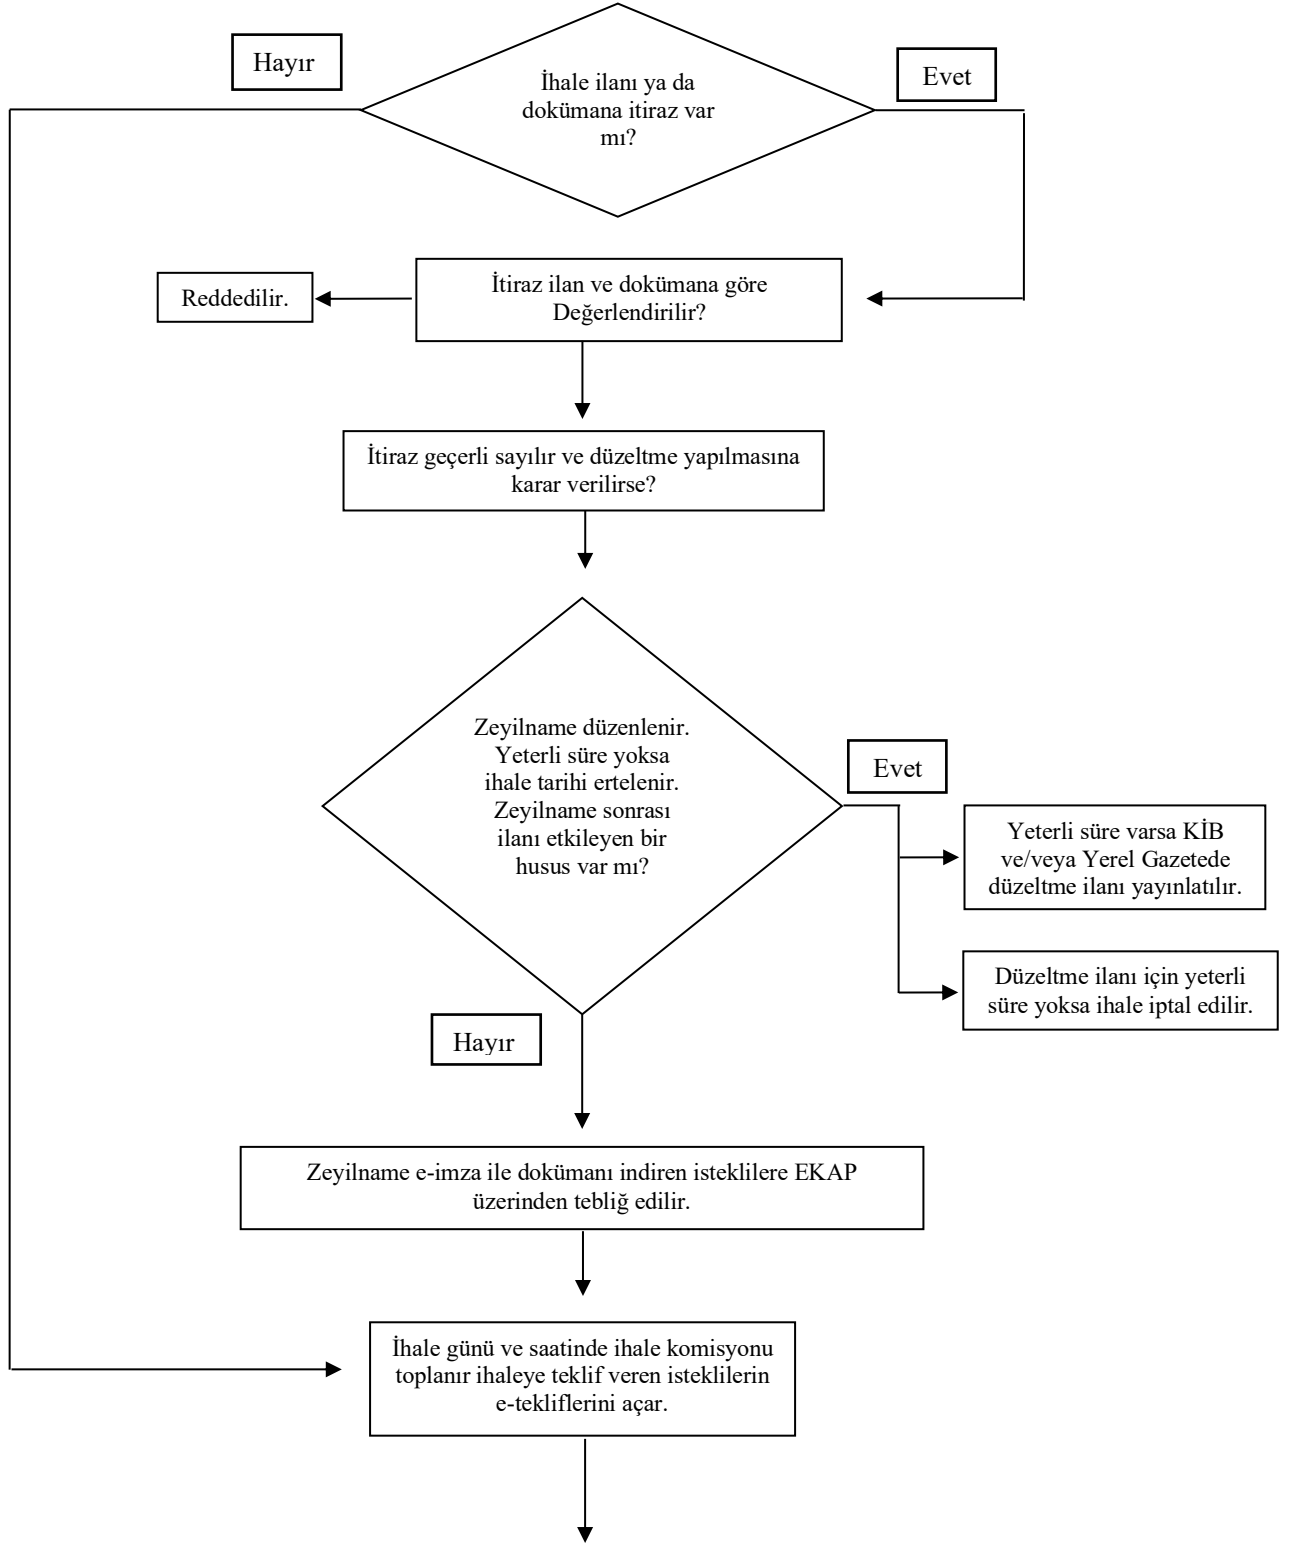 Hayır
Evet
İhale ilanı ya da
dokümana itiraz var
mı?
Reddedilir.
İtiraz ilan ve dokümana göre
Değerlendirilir?
İtiraz geçerli sayılır ve düzeltme yapılmasına
karar verilirse?
Zeyilname düzenlenir.
Yeterli süre yoksa
ihale tarihi ertelenir.
Zeyilname sonrası
ilanı etkileyen bir
husus var mı?
Evet
Yeterli süre varsa KİB
ve/veya Yerel Gazetede
düzeltme ilanı yayınlatılır.
Düzeltme ilanı için yeterli
süre yoksa ihale iptal edilir.
Hayır
Zeyilname e-imza ile dokümanı indiren isteklilere EKAP
üzerinden tebliğ edilir.
İhale günü ve saatinde ihale komisyonu
toplanır ihaleye teklif veren isteklilerin
e-tekliflerini açar.